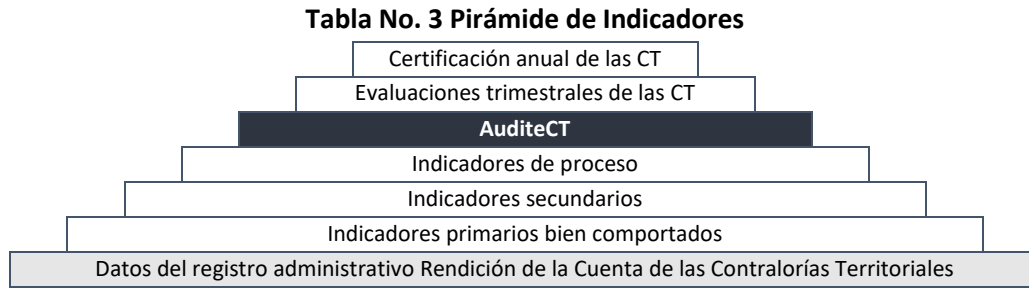 Tabla No. 3 Pirámide de Indicadores
Certificación anual de las CT
Evaluaciones trimestrales de las CT
AuditeCT
Indicadores de proceso
Indicadores secundarios
Indicadores primarios bien comportados
Datos del registro administrativo Rendición de la Cuenta de las Contralorías Territoriales